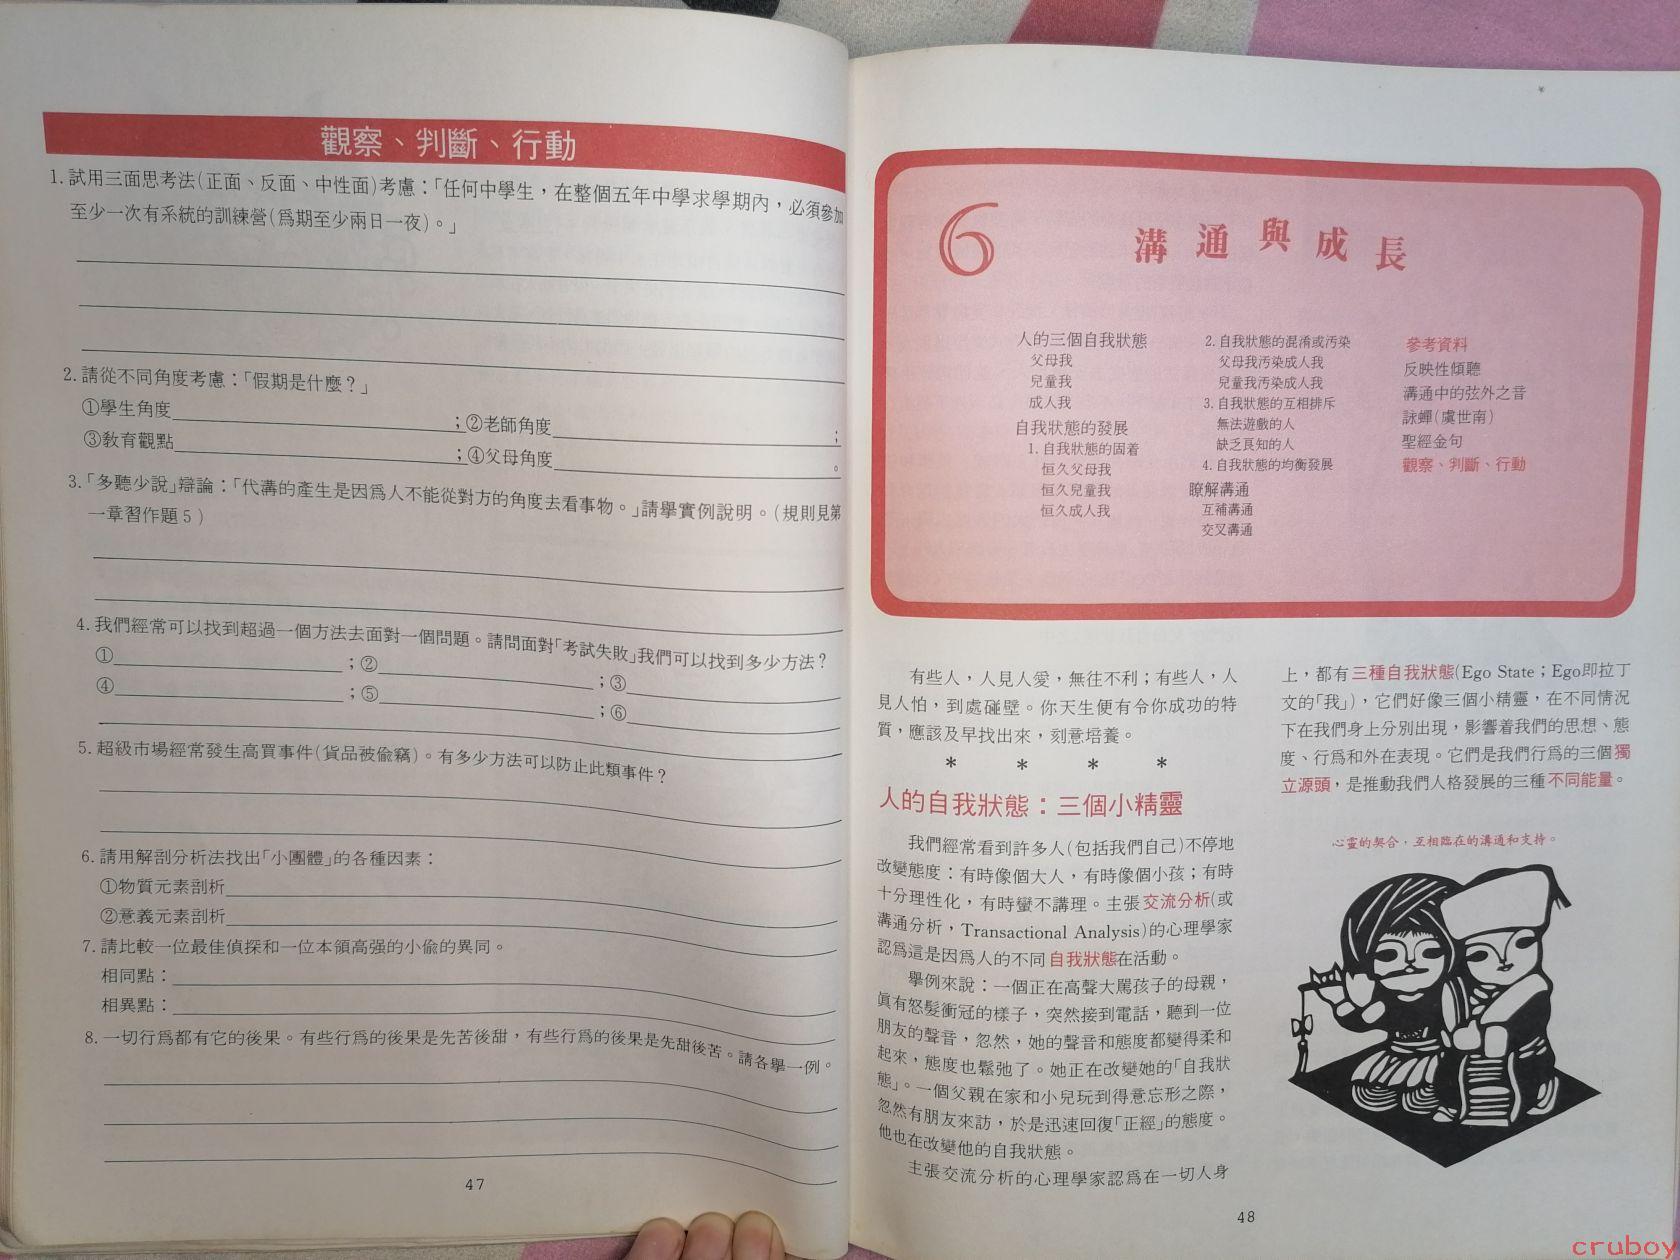 觀察、判斷、行動
1. 試用三面思考法(正面、反面、中性面)考慮：「任何中學生，在整個五年中學求學期內，必須參加
至少一次有系統的訓練營(爲期至少兩日一夜)。」
2. 請從不同角度考慮：「假期是什麼？」
①學生角度；②老師角度；
③教育觀點；④父母角度。
3.「多聽少說」辯論：「代溝的產生是因爲人不能從對方的角度去看事物。」請學實例說明。(規則見第
一章習作題5)
4. 我們經常可以找到超過一個方法去面對一個問題。請問面對「考試失敗」我們可以找到多少方法？
①；②；③
④；⑤；⑥
5. 超級市場經常發生高買事件(貨品被偷竊)。有多少方法可以防止此類事件？
6. 請用解剖分析法找出「小團體」的各種因素：
①物質元素剖析
②意義元素剖析
7. 請比較一位最佳偵探和一位本領高强的小偷的異同。
相同點：
相異點：
8. 一切行爲都有它的後果。有些行爲的後果是先苦後甜，有些行爲的後果是先甜後苦。請各擧一例。
47
6 溝通與成長
人的三個自我狀態
父母我
兒童我
成人我
自我狀態的發展
1. 自我狀態的固着
恒久父母我
恒久兒童我
恒久成人我
2. 自我狀態的混淆或汚染
父母我汚染成人我
兒童我汚染成人我
3. 自我狀態的互相排斥
無法遊戲的人
缺乏良知的人
4. 自我狀態的均衡發展
瞭解溝通
互補溝通
交叉溝通
參考資料
反映性傾聽
溝通中的弦外之音
詠蟬(虞世南)
聖經金句
觀察、判斷、行動
有些人，人見人愛，無往不利；有些人，人
見人怕，到處碰壁。你天生便有令你成功的特
質，應該及早找出來，刻意培養。
* * * *
人的自我狀態：三個小精靈
我們經常看到許多人(包括我們自己)不停地
改變態度：有時像個大人，有時像個小孩；有時
十分理性化，有時蠻不講理。主張交流分析(或
溝通分析，Transactional Analysis)的心理學家
認爲這是因爲人的不同自我狀態在活動。
擧例來說：一個正在高聲大罵孩子的母親，
眞有怒髮衝冠的樣子，突然接到電話，聽到一位
朋友的聲音，忽然，她的聲音和態度都變得柔和
起來，態度也鬆弛了。她正在改變她的「自我狀
態」。一個父親在家和小兒玩到得意忘形之際，
忽然有朋友來訪，於是迅速回復「正經」的態度。
他也在改變他的自我狀態。
主張交流分析的心理學家認爲在一切人身
上，都有三種自我狀態(Ego State；Ego即拉丁
文的「我」)，它們好像三個小精靈，在不同情況
下在我們身上分別出現，影響着我們的思想、態
度、行爲和外在表現。它們是我們行爲的三個獨
立源頭，是推動我們人格發展的三種不同能量。
心靈的契合，互相臨在的溝通和支持。
48
cruboy